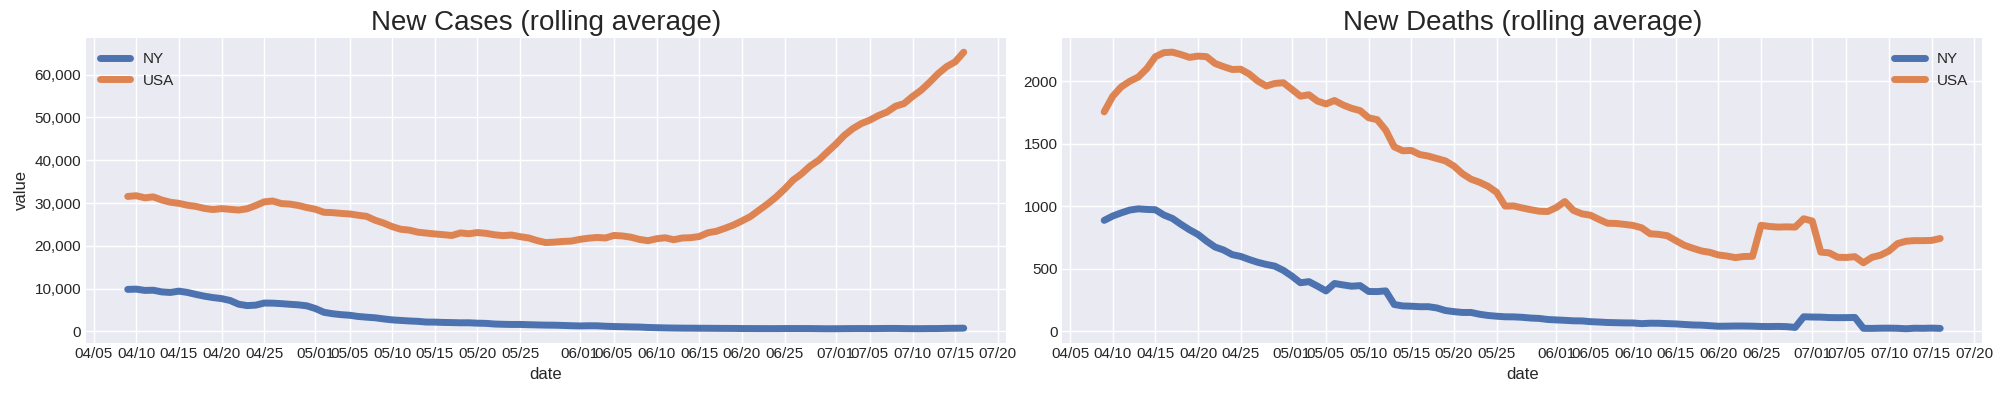 New Cases (rolling average)
NY
USA
value
60,000
50,000
40,000
30,000
20,000
10,000
0
04/05 04/10 04/15 04/20 04/25 05/01 05/05 05/10 05/15 05/20 05/25 06/01 06/05 06/10 06/15 06/20 06/25 07/01 07/05 07/10 07/15 07/20
date
New Deaths (rolling average)
NY
USA
2000
1500
1000
500
0
04/05 04/10 04/15 04/20 04/25 05/01 05/05 05/10 05/15 05/20 05/25 06/01 06/05 06/10 06/15 06/20 06/25 07/01 07/05 07/10 07/15 07/20
date